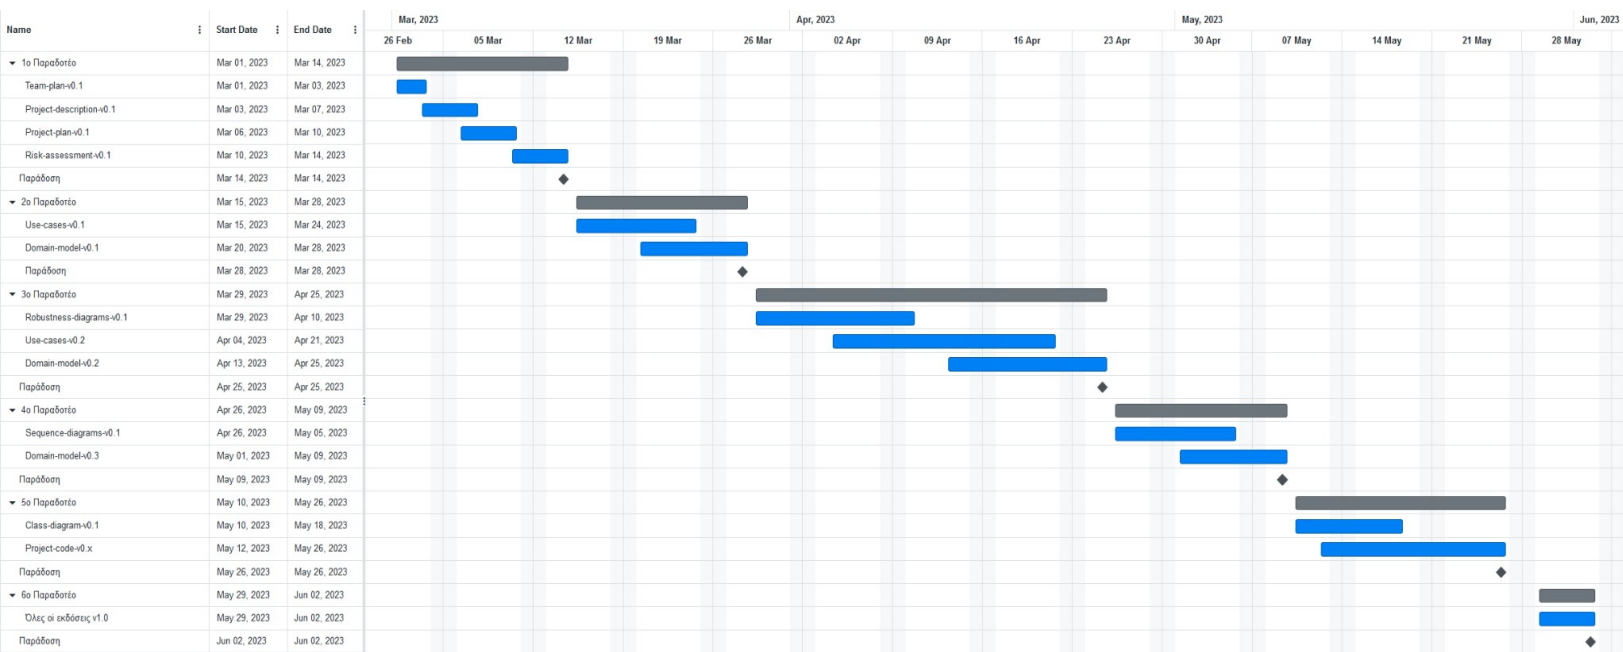 Mar, 2023 Apr, 2023 May, 2023 Jun, 2023
Name Start Date End Date 26 Feb 05 Mar 12 Mar 19 Mar 26 Mar 02 Apr 09 Apr 16 Apr 23 Apr 30 Apr 07 May 14 May 21 May 28 May
1ο Παραδοτέο Mar 01, 2023 Mar 14, 2023
Team-plan-v0.1 Mar 01, 2023 Mar 03, 2023
Project-description-v0.1 Mar 03, 2023 Mar 07, 2023
Project-plan-v0.1 Mar 06, 2023 Mar 10, 2023
Risk-assessment-v0.1 Mar 10, 2023 Mar 14, 2023
Παράδοση Mar 14, 2023 Mar 14, 2023
2ο Παραδοτέο Mar 15, 2023 Mar 28, 2023
Use-cases-v0.1 Mar 15, 2023 Mar 24, 2023
Domain-model-v0.1 Mar 20, 2023 Mar 28, 2023
Παράδοση Mar 28, 2023 Mar 28, 2023
3ο Παραδοτέο Mar 29, 2023 Apr 25, 2023
Robustness-diagrams-v0.1 Mar 29, 2023 Apr 10, 2023
Use-cases-v0.2 Apr 04, 2023 Apr 21, 2023
Domain-model-v0.2 Apr 13, 2023 Apr 25, 2023
Παράδοση Apr 25, 2023 Apr 25, 2023
4ο Παραδοτέο Apr 26, 2023 May 09, 2023
Sequence-diagrams-v0.1 Apr 26, 2023 May 05, 2023
Domain-model-v0.3 May 01, 2023 May 09, 2023
Παράδοση May 09, 2023 May 09, 2023
5ο Παραδοτέο May 10, 2023 May 26, 2023
Class-diagram-v0.1 May 10, 2023 May 18, 2023
Project-code-v0.x May 12, 2023 May 26, 2023
Παράδοση May 26, 2023 May 26, 2023
6ο Παραδοτέο May 29, 2023 Jun 02, 2023
Όλες οι εκδόσεις v1.0 May 29, 2023 Jun 02, 2023
Παράδοση Jun 02, 2023 Jun 02, 2023